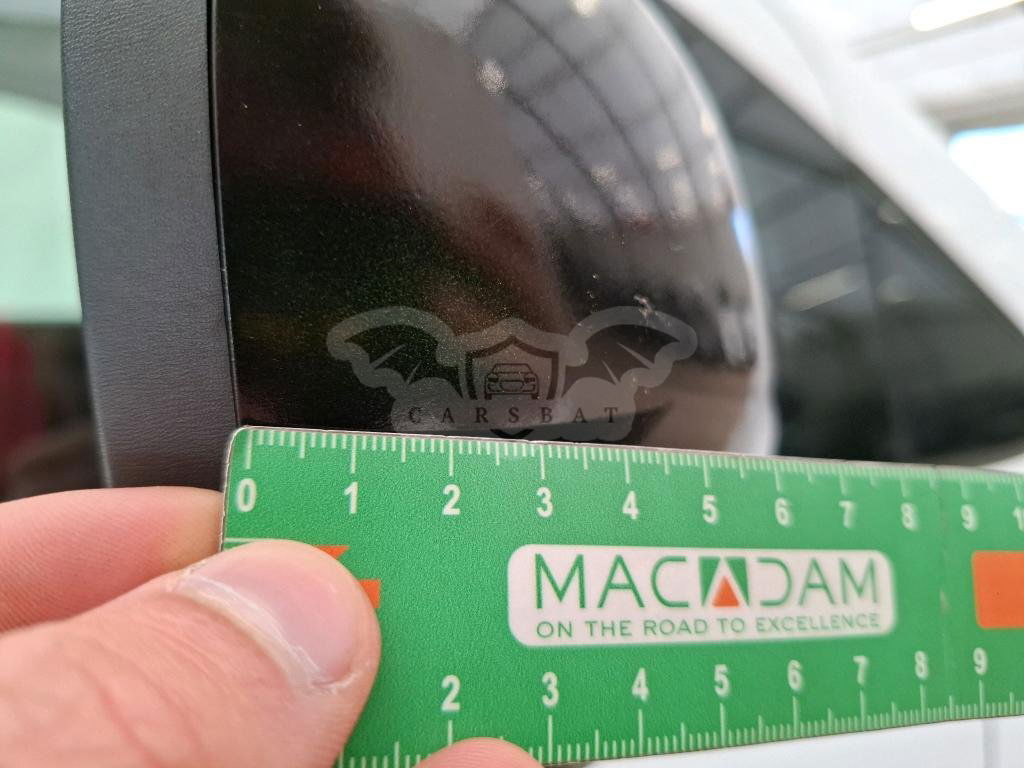 CARSBAT
0 1 2 3 4 5 6 7 8 9
MACADAM
ON THE ROAD TO EXCELLENCE
2 3 4 5 6 7 8 9